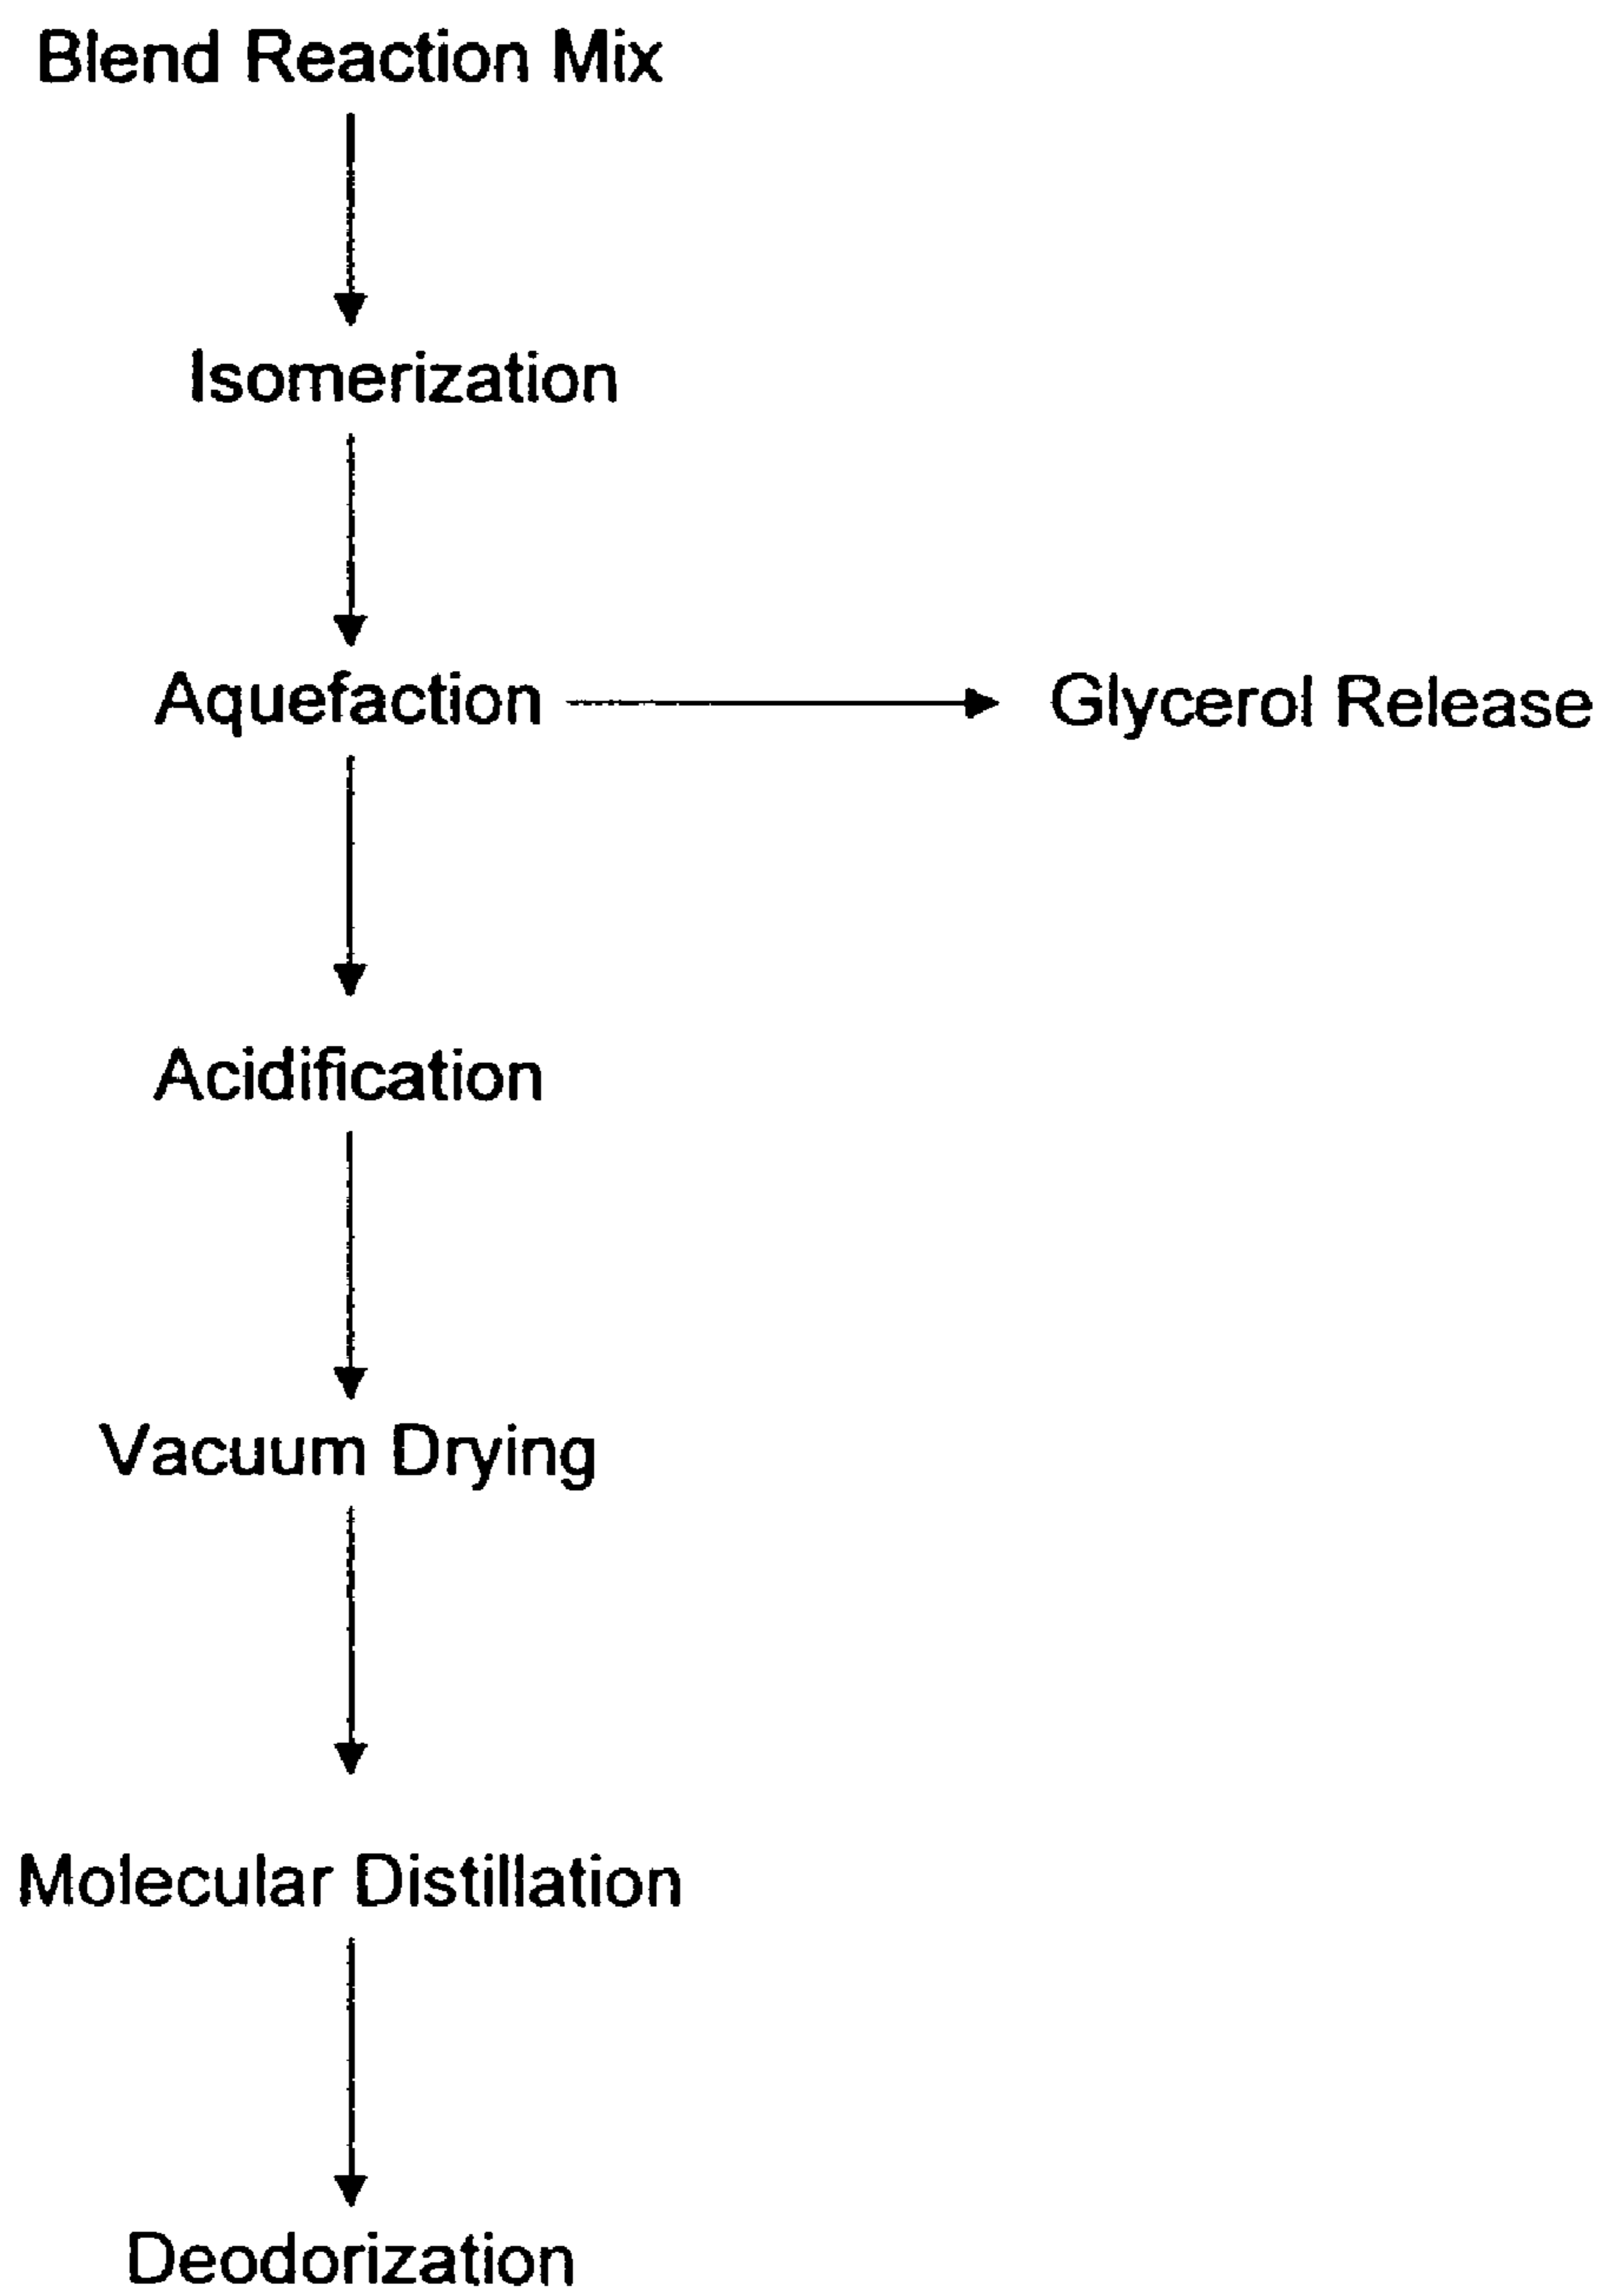 Blend Reaction Mix
Isomerization
Aquefaction
Glycerol Release
Acidification
Vacuum Drying
Molecular Distillation
Deodorization